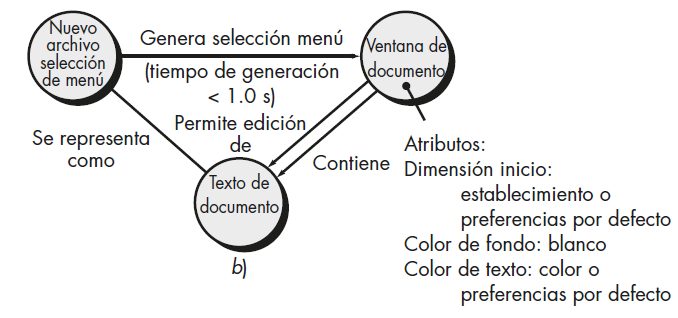 Nuevo
archivo
selección
de menú
Genera selección menú
(tiempo de generación
< 1.0 s)
Ventana de
documento
Se representa
como
Permite edición
de
Contiene
Texto de
documento
Atributos:
Dimensión inicio:
establecimiento o
preferencias por defecto
Color de fondo: blanco
Color de texto: color o
preferencias por defecto
b)